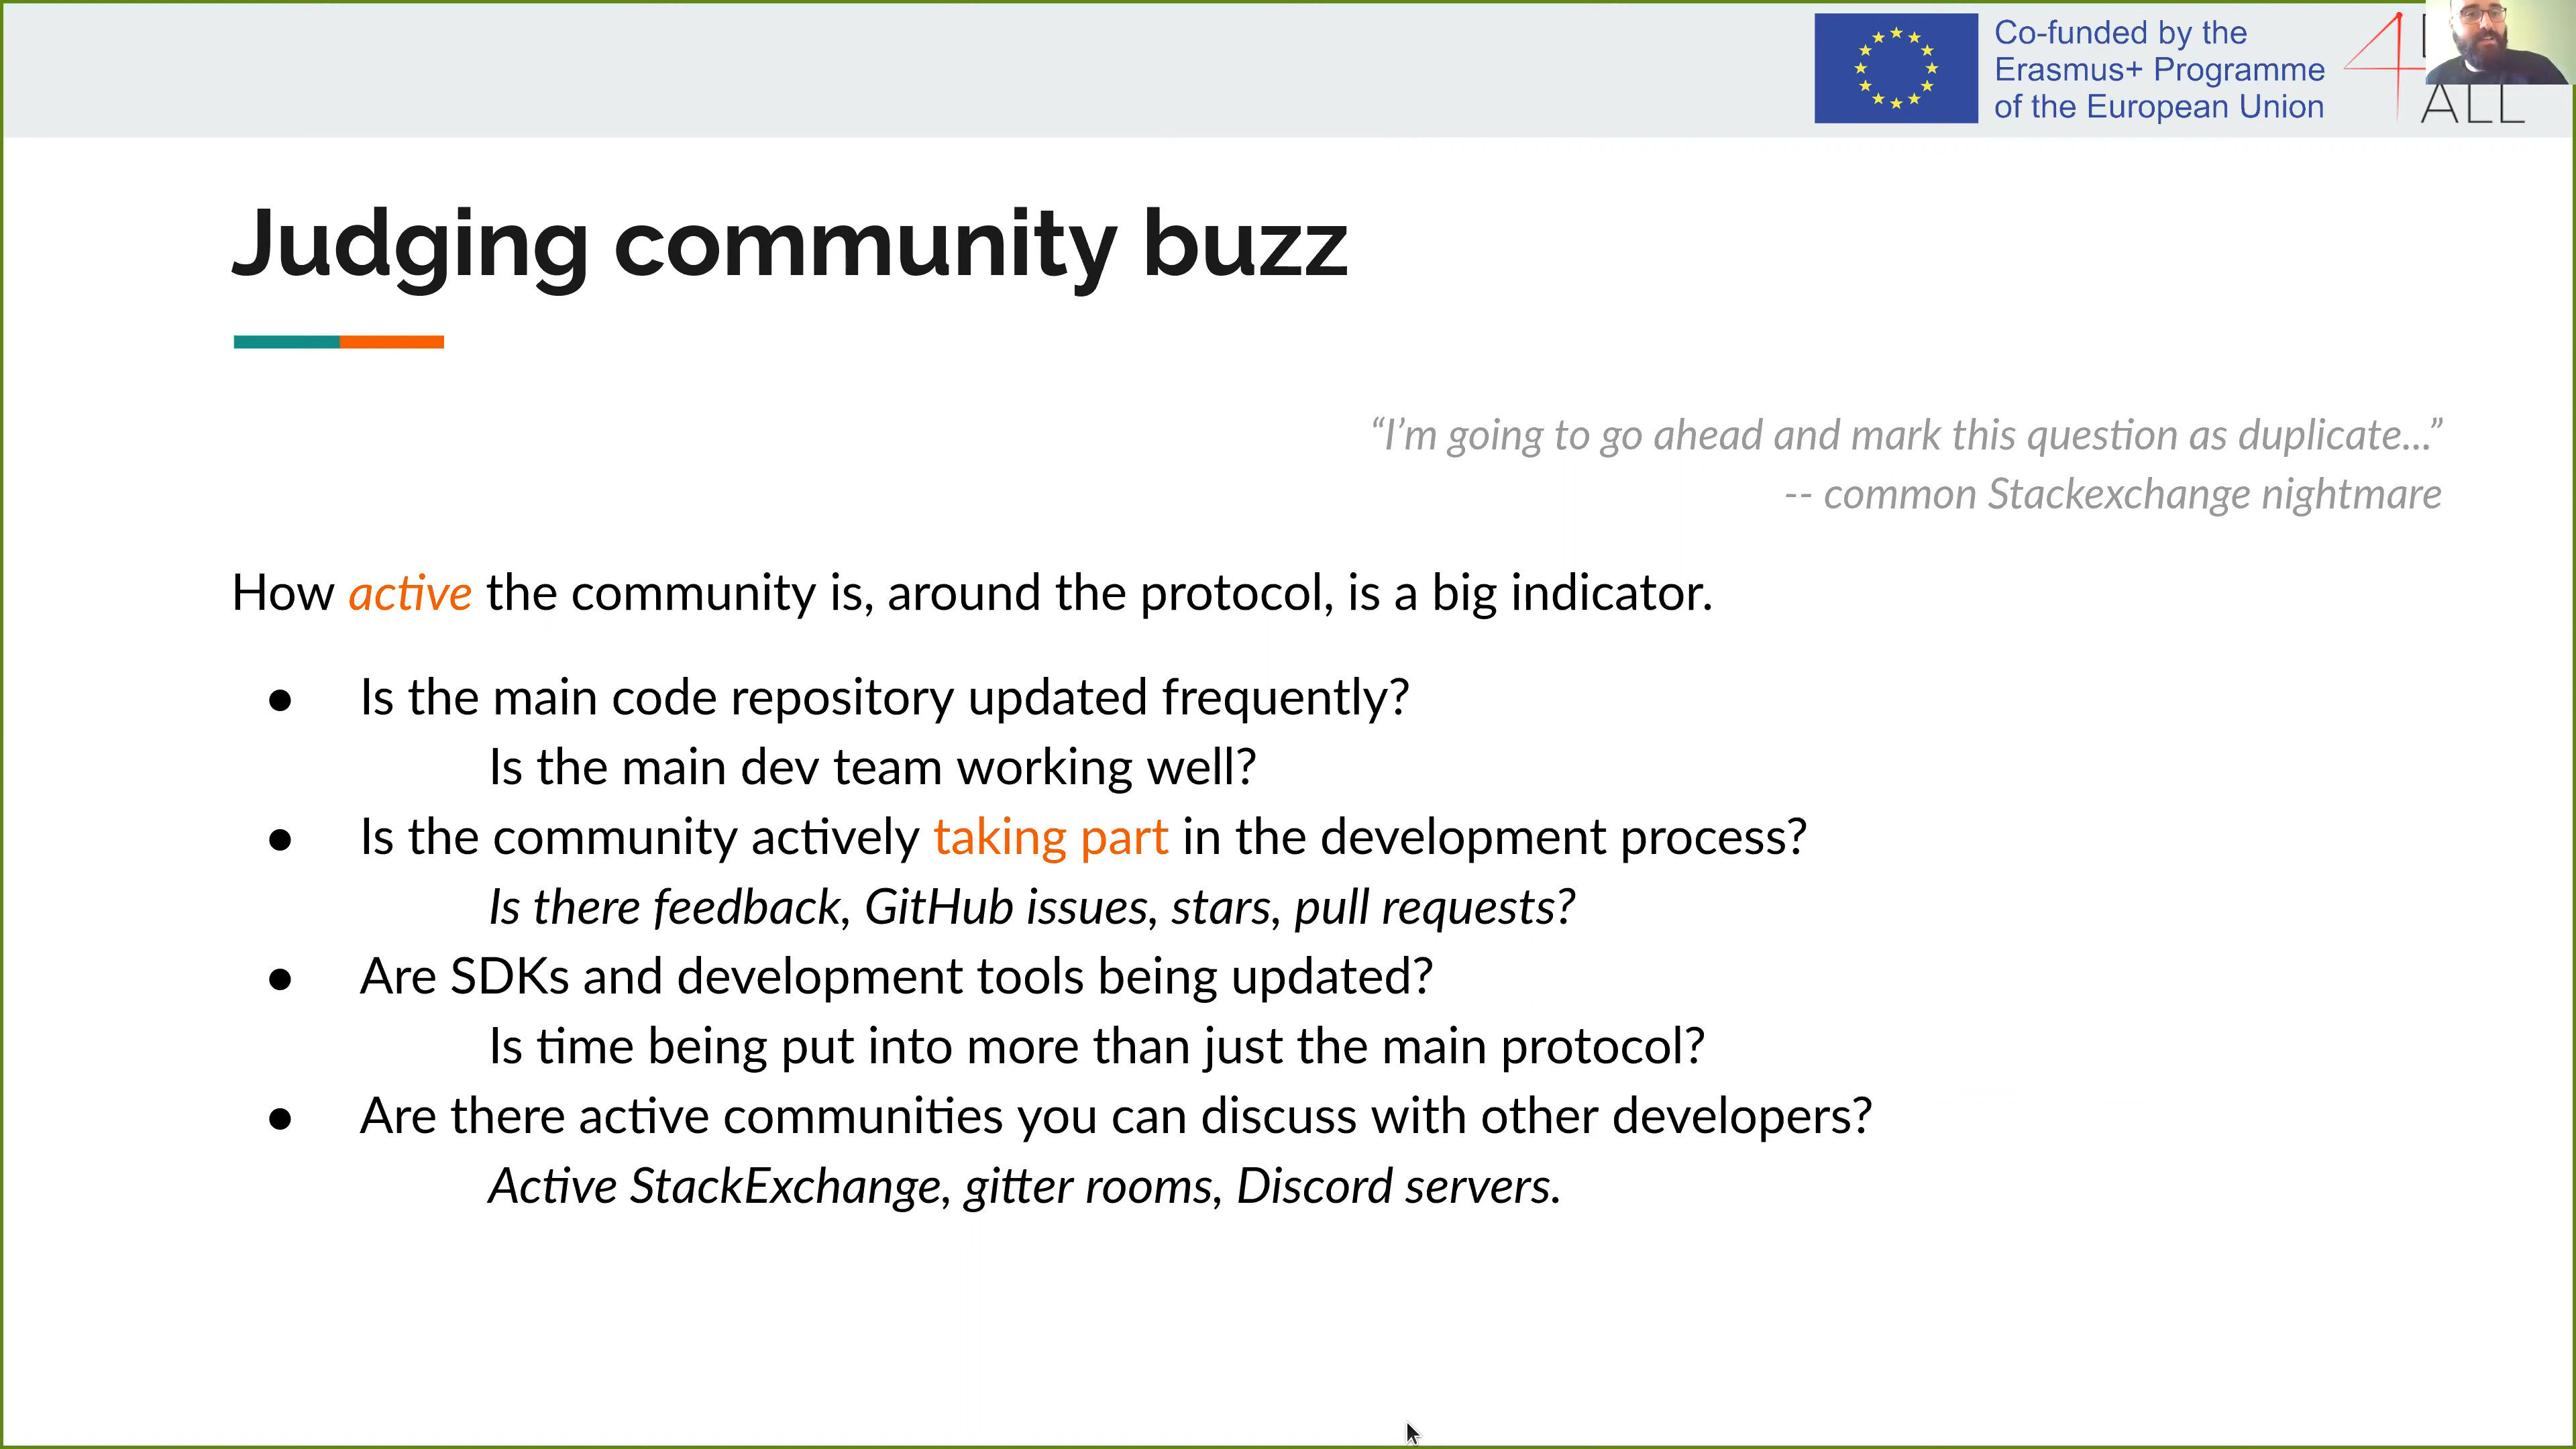 Co-funded by the
Erasmus+ Programme
of the European Union
4
ALL
Judging community buzz
“I’m going to go ahead and mark this question as duplicate...”
-- common Stackexchange nightmare
How active the community is, around the protocol, is a big indicator.
● Is the main code repository updated frequently?
Is the main dev team working well?
● Is the community actively taking part in the development process?
Is there feedback, GitHub issues, stars, pull requests?
● Are SDKs and development tools being updated?
Is time being put into more than just the main protocol?
● Are there active communities you can discuss with other developers?
Active StackExchange, gitter rooms, Discord servers.